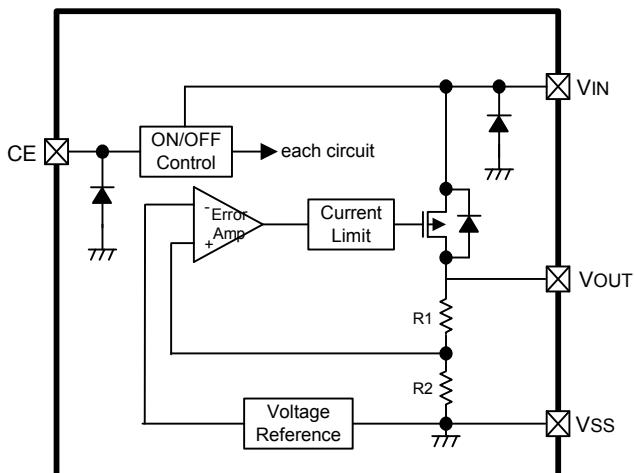 VIN
CE
ON/OFF
Control
each circuit
-
Error
Amp
+
Current
Limit
VOUT
R1
R2
Voltage
Reference
VSS